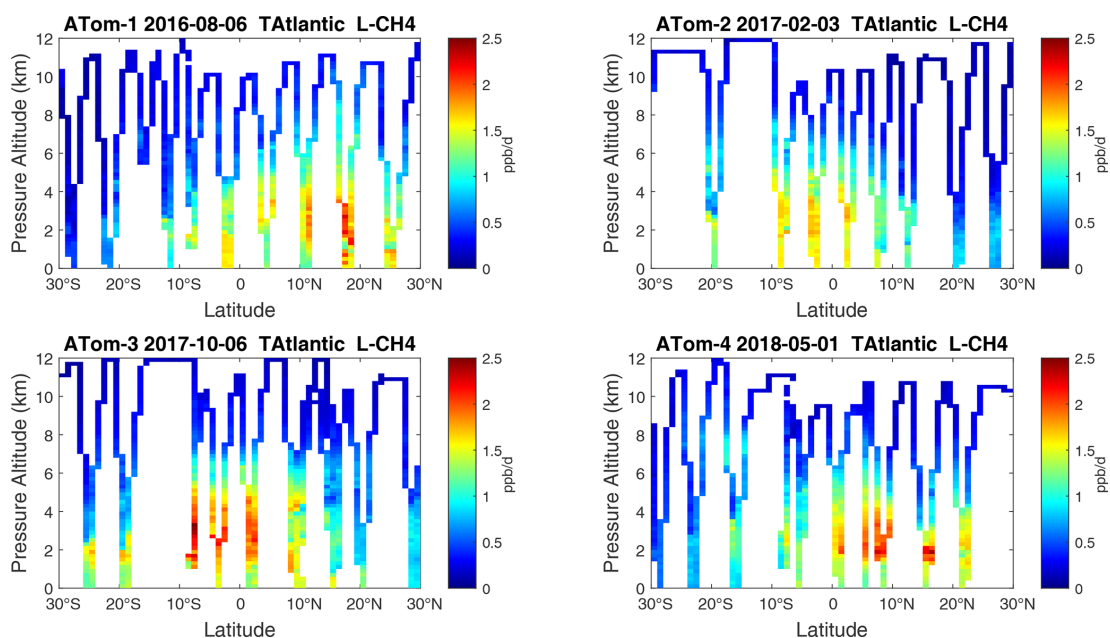 ATom-1 2016-08-06 TAtlantic L-CH4
12
10
8
6
4
2
0
Pressure Altitude (km)
30°S 20°S 10°S 0 10°N 20°N 30°N
Latitude
2.5
2
1.5
1
0.5
0
ppb/d
ATom-2 2017-02-03 TAtlantic L-CH4
12
10
8
6
4
2
0
Pressure Altitude (km)
30°S 20°S 10°S 0 10°N 20°N 30°N
Latitude
2.5
2
1.5
1
0.5
0
ppb/d
ATom-3 2017-10-06 TAtlantic L-CH4
12
10
8
6
4
2
0
Pressure Altitude (km)
30°S 20°S 10°S 0 10°N 20°N 30°N
Latitude
2.5
2
1.5
1
0.5
0
ppb/d
ATom-4 2018-05-01 TAtlantic L-CH4
12
10
8
6
4
2
0
Pressure Altitude (km)
30°S 20°S 10°S 0 10°N 20°N 30°N
Latitude
2.5
2
1.5
1
0.5
0
ppb/d